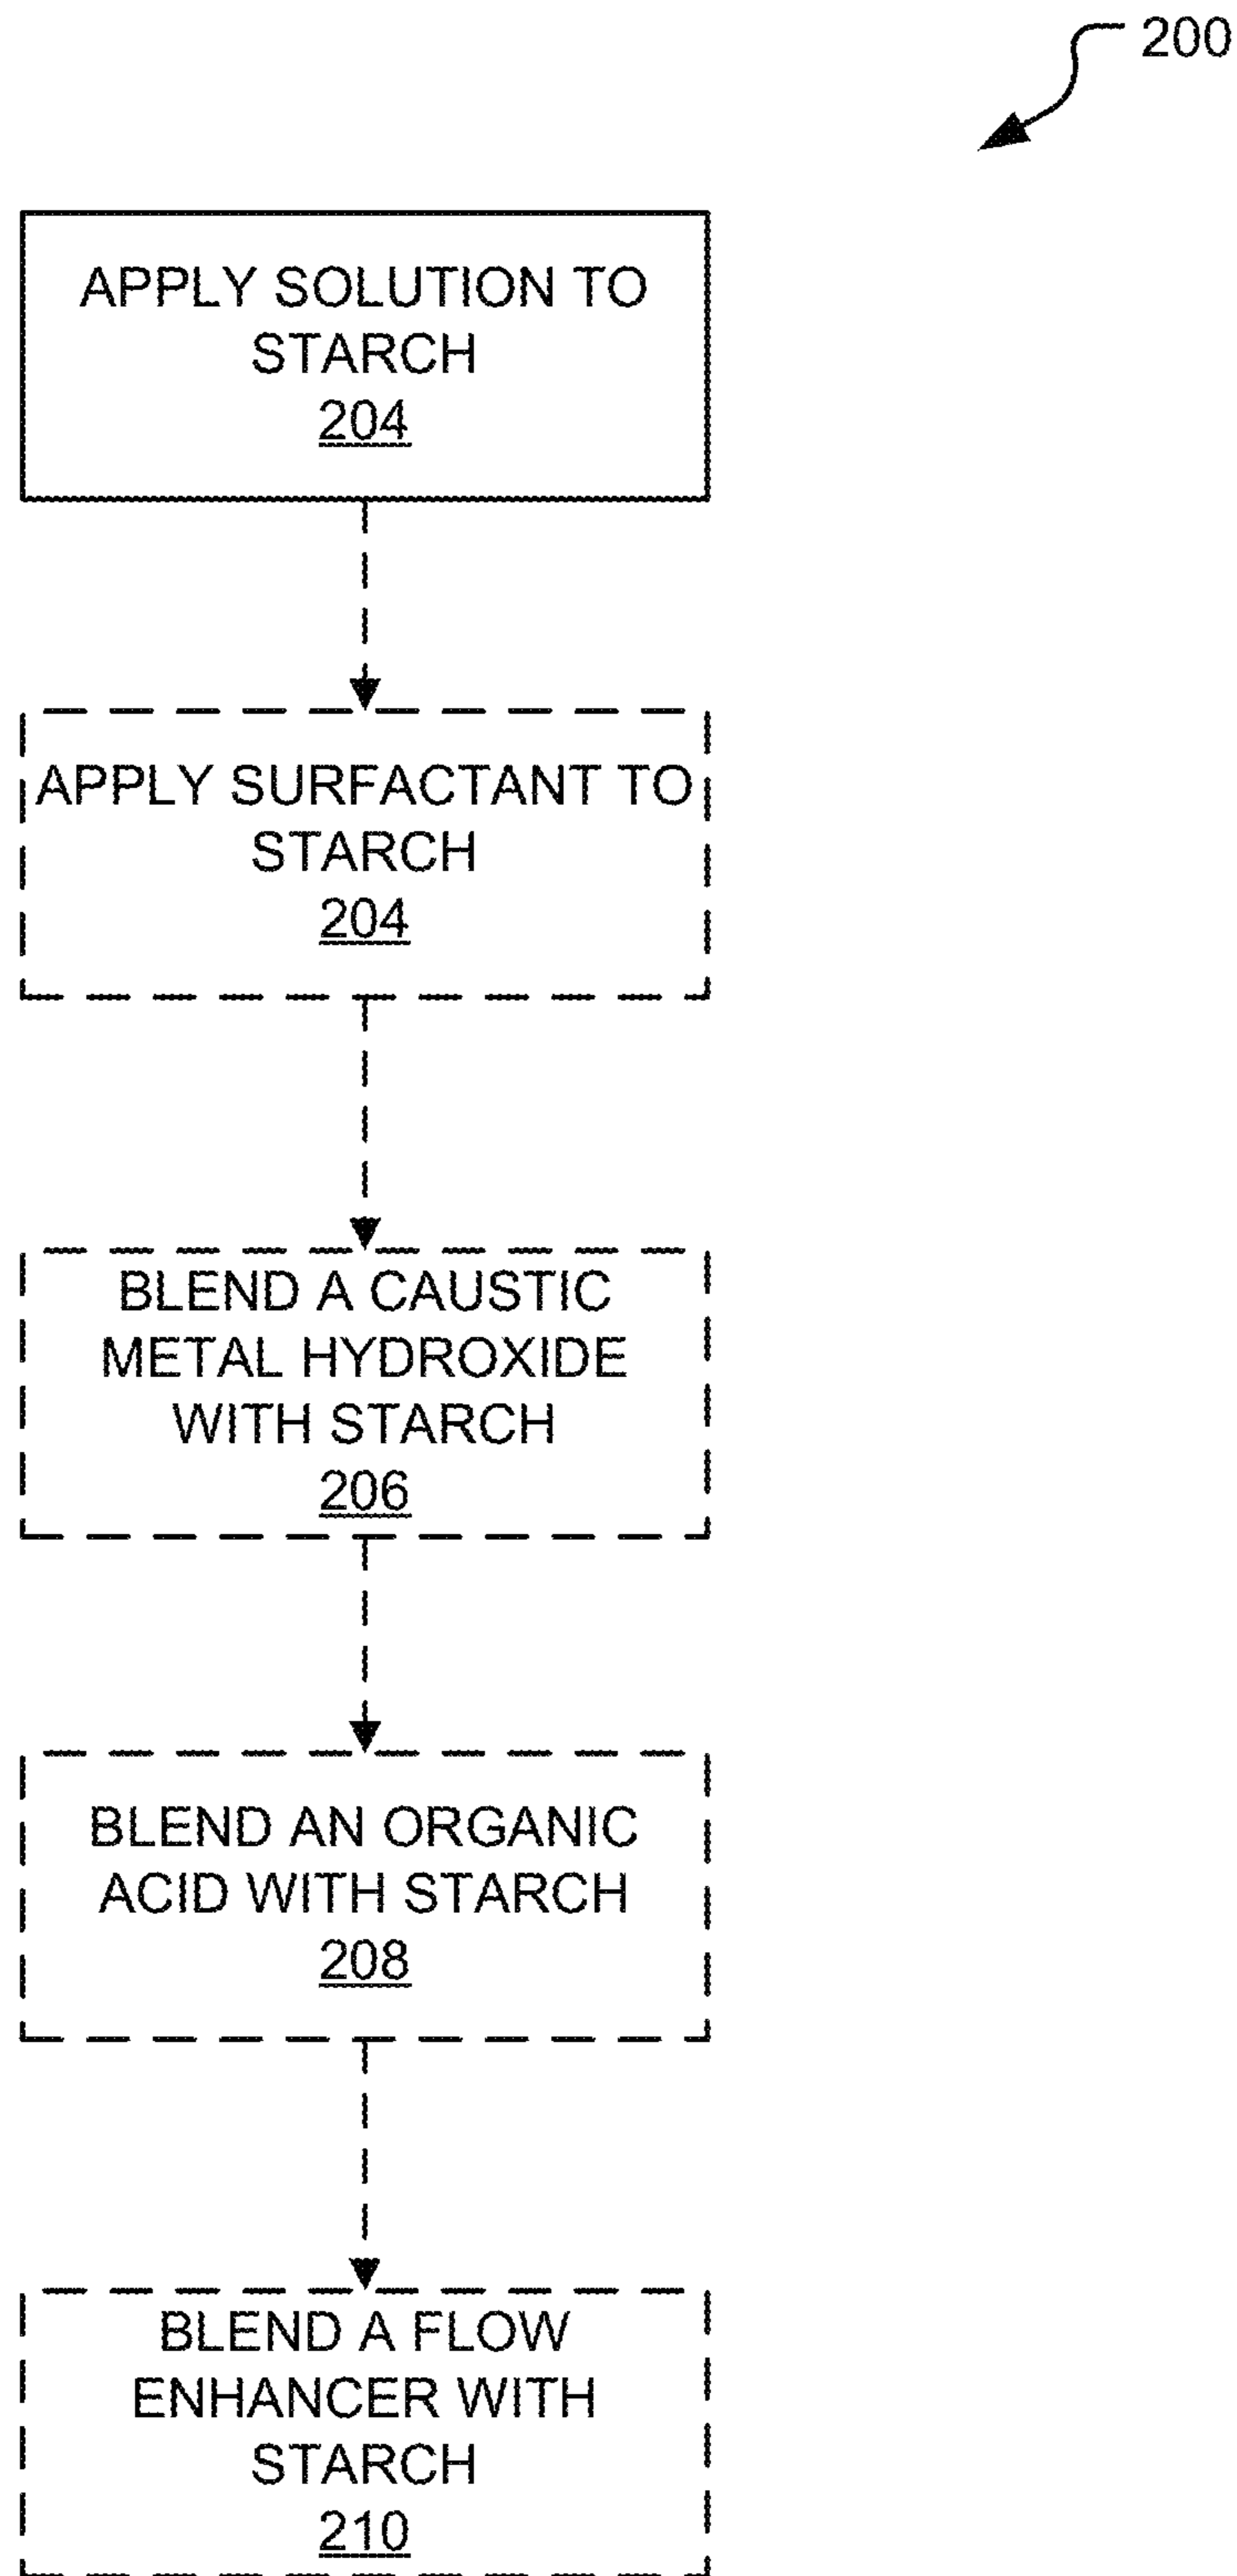 200
APPLY SOLUTION TO
STARCH
204
APPLY SURFACTANT TO
STARCH
204
BLEND A CAUSTIC
METAL HYDROXIDE
WITH STARCH
206
BLEND AN ORGANIC
ACID WITH STARCH
208
BLEND A FLOW
ENHANCER WITH
STARCH
210